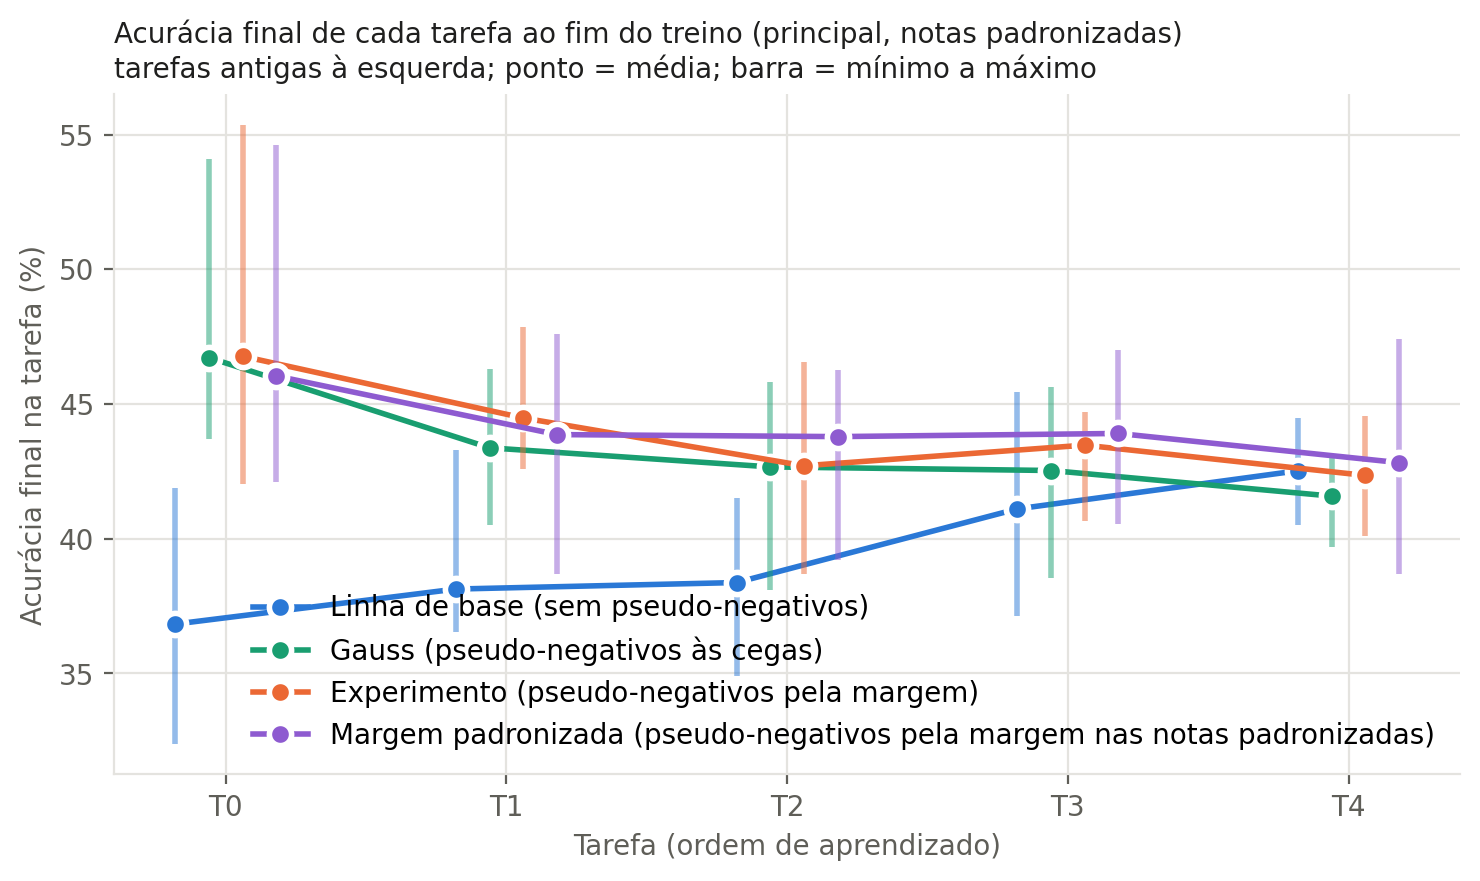 Acurácia final de cada tarefa ao fim do treino (principal, notas padronizadas)
tarefas antigas à esquerda; ponto = média; barra = mínimo a máximo
Acurácia final na tarefa (%)
55
50
45
40
35
Linha de base (sem pseudo-negativos)
Gauss (pseudo-negativos às cegas)
Experimento (pseudo-negativos pela margem)
Margem padronizada (pseudo-negativos pela margem nas notas padronizadas)
T0 T1 T2 T3 T4
Tarefa (ordem de aprendizado)